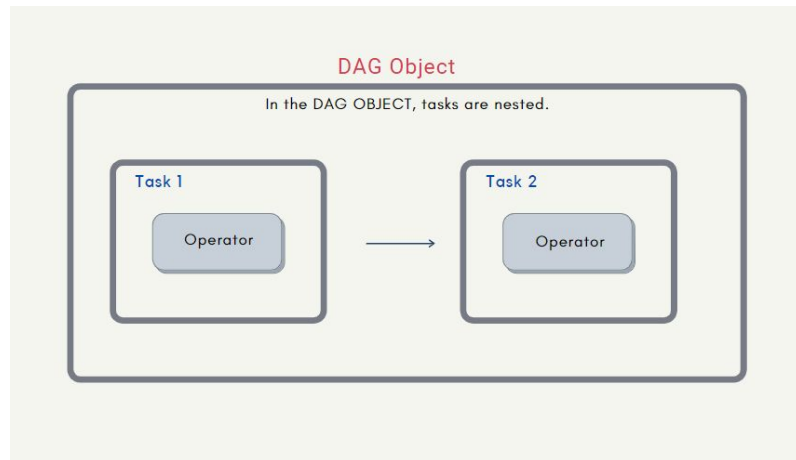 DAG Object
In the DAG OBJECT, tasks are nested.
Task 1
Task 2
Operator
Operator